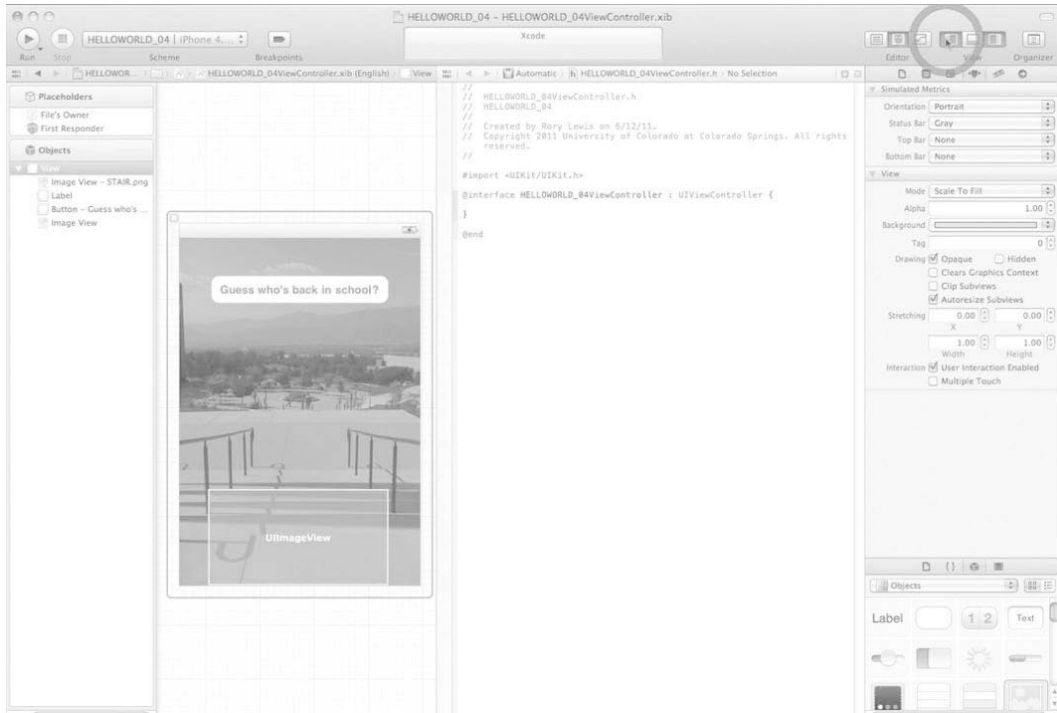 HELLOWORLD_04 - HELLOWORLD_04ViewController.xib
HELLOWORLD_04 | iPhone 4....
Xcode
Run Stop Scheme Breakpoints
Editor View Organizer
HELLOWOR... HELLOWORLD_04ViewController.xib (English) View
Automatic HELLOWORLD_04ViewController.h No Selection
Placeholders
File's Owner
First Responder
Objects
View
Image View - STAIR.png
Label
Button - Guess who's ...
Image View
Guess who's back in school?
UIImageView
//
// HELLOWORLD_04ViewController.h
// HELLOWORLD_04
//
// Created by Rory Lewis on 6/12/11.
// Copyright 2011 University of Colorado at Colorado Springs. All rights
reserved.
//
#import <UIKit/UIKit.h>
@interface HELLOWORLD_04ViewController : UIViewController {
}
@end
Simulated Metrics
Orientation Portrait
Status Bar Gray
Top Bar None
Bottom Bar None
View
Mode Scale To Fill
Alpha 1.00
Background
Tag 0
Drawing Opaque Hidden
Clears Graphics Context
Clip Subviews
Autoresize Subviews
Stretching 0.00 0.00
X Y
1.00 1.00
Width Height
Interaction User Interaction Enabled
Multiple Touch
{}
Objects
Label 1 2 Text